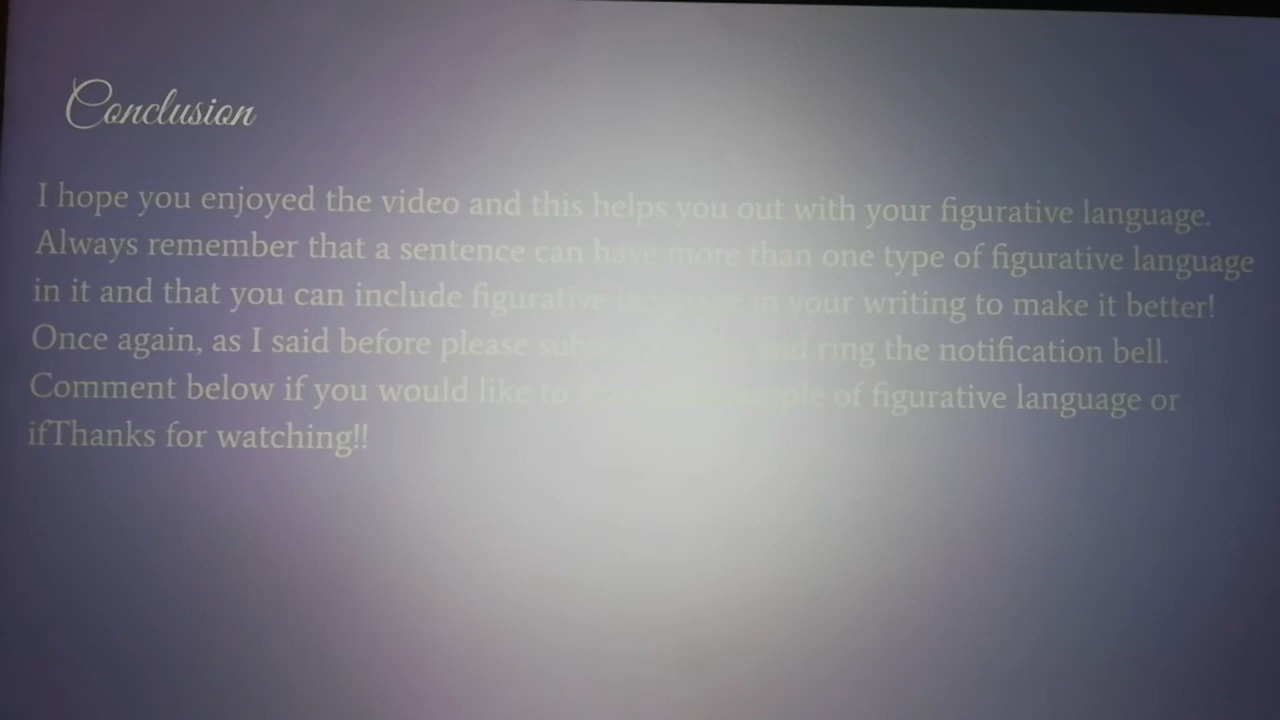 Conclusion
I hope you enjoyed the video and this helps you out with your figurative language.
Always remember that a sentence can have more than one type of figurative language
in it and that you can include figurative language in your writing to make it better!
Once again, as I said before please and ring the notification bell.
Comment below if you would like to of figurative language or
ifThanks for watching!!